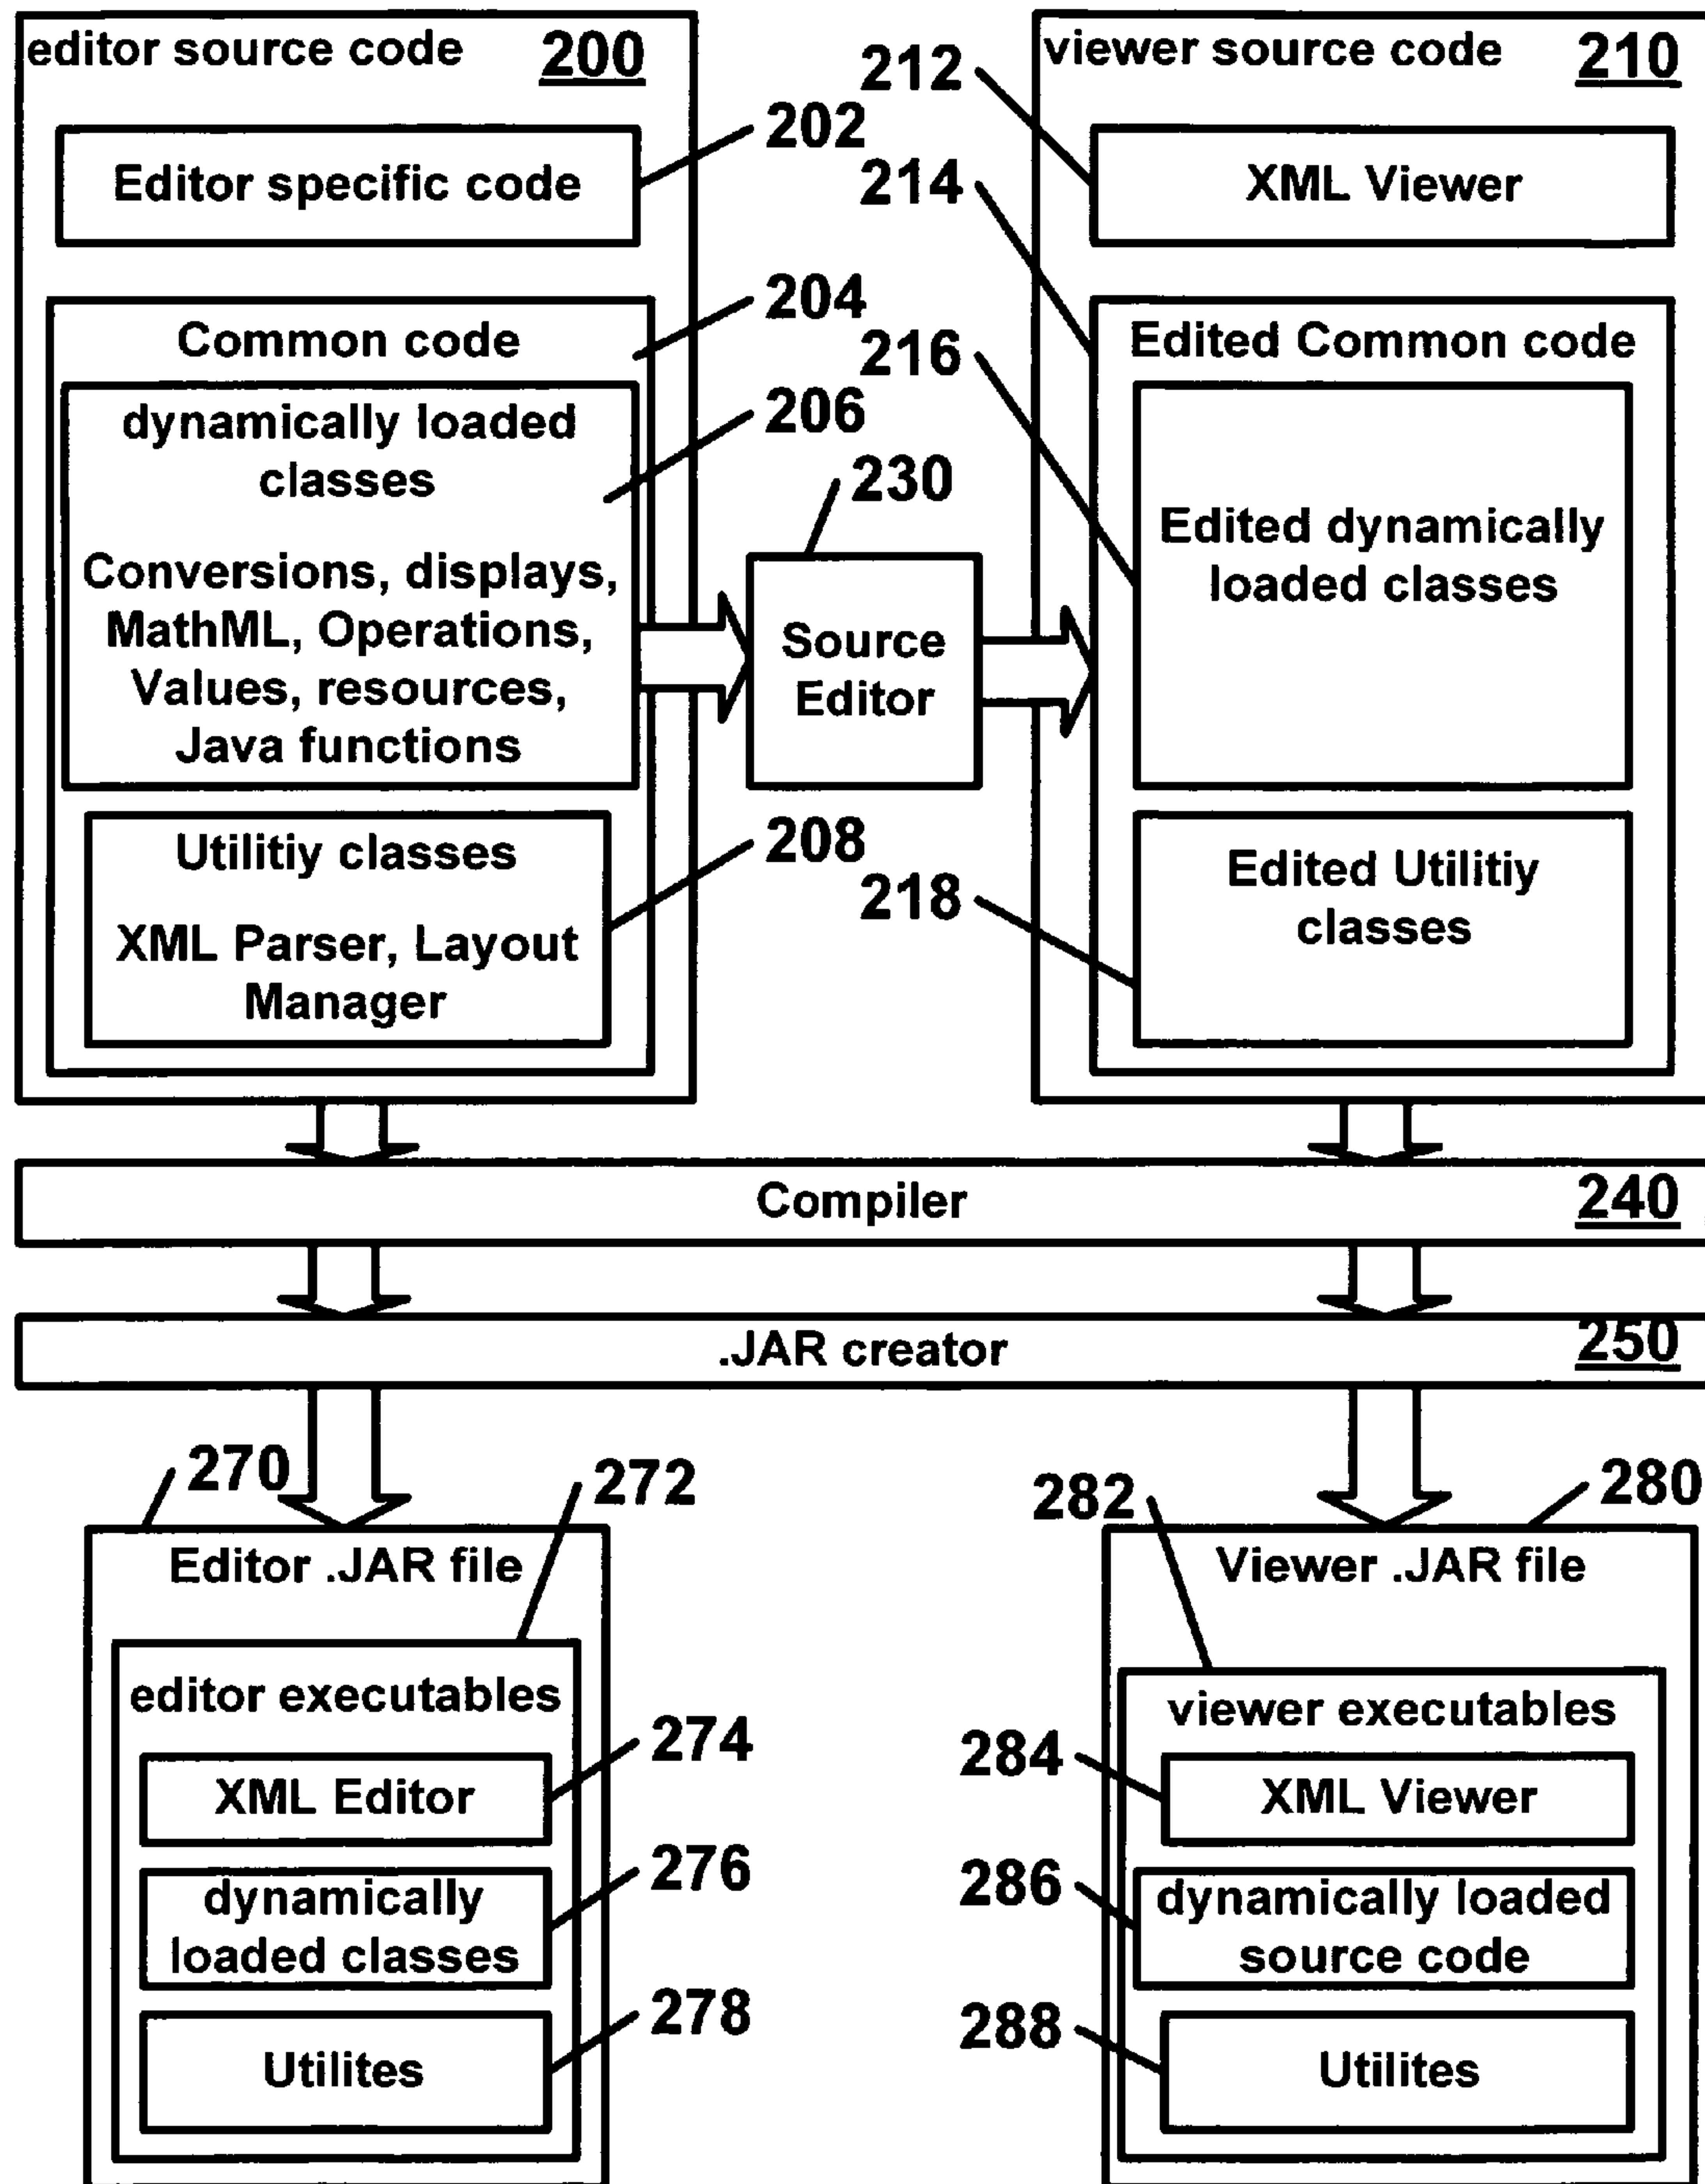 editor source code 200
Editor specific code
202
Common code
204
dynamically loaded
classes
206
Conversions, displays,
MathML, Operations,
Values, resources,
Java functions
Utilitiy classes
208
XML Parser, Layout
Manager
230
Source
Editor
viewer source code 210
212
XML Viewer
214
Edited Common code
216
Edited dynamically
loaded classes
218
Edited Utilitiy
classes
Compiler 240
.JAR creator 250
270
Editor .JAR file
272
editor executables
274
XML Editor
276
dynamically
loaded classes
278
Utilites
280
Viewer .JAR file
282
viewer executables
284
XML Viewer
286
dynamically loaded
source code
288
Utilites